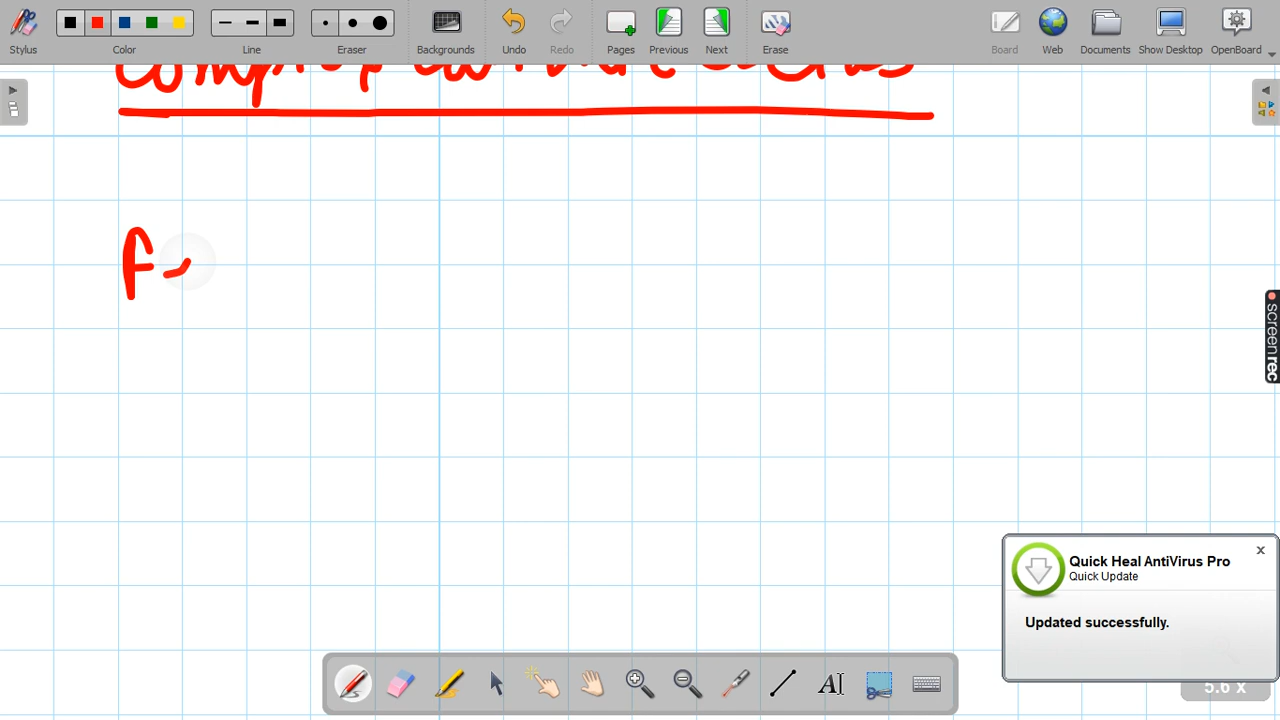 Stylus Color Line Eraser Backgrounds Undo Redo Pages Previous Next Erase Board Web Documents Show Desktop OpenBoard
screenrec
Quick Heal AntiVirus Pro
Quick Update
x
Updated successfully.
5.6 x